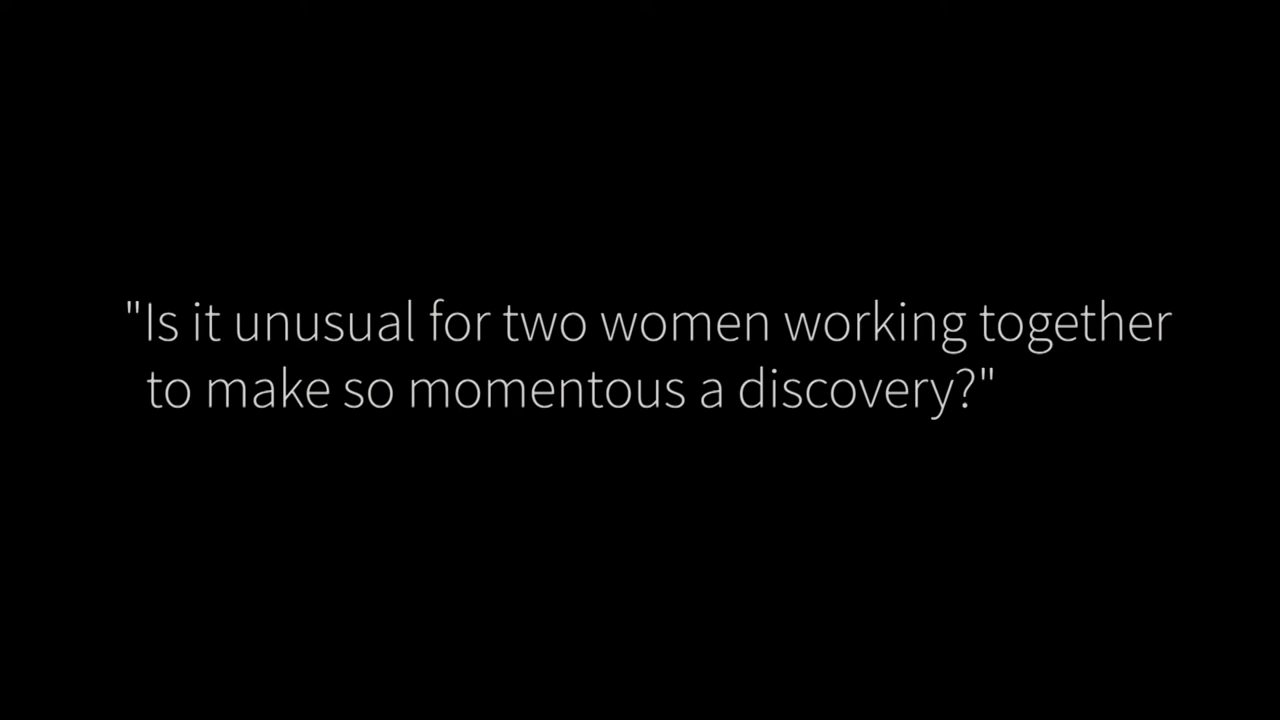 "Is it unusual for two women working together
to make so momentous a discovery?"